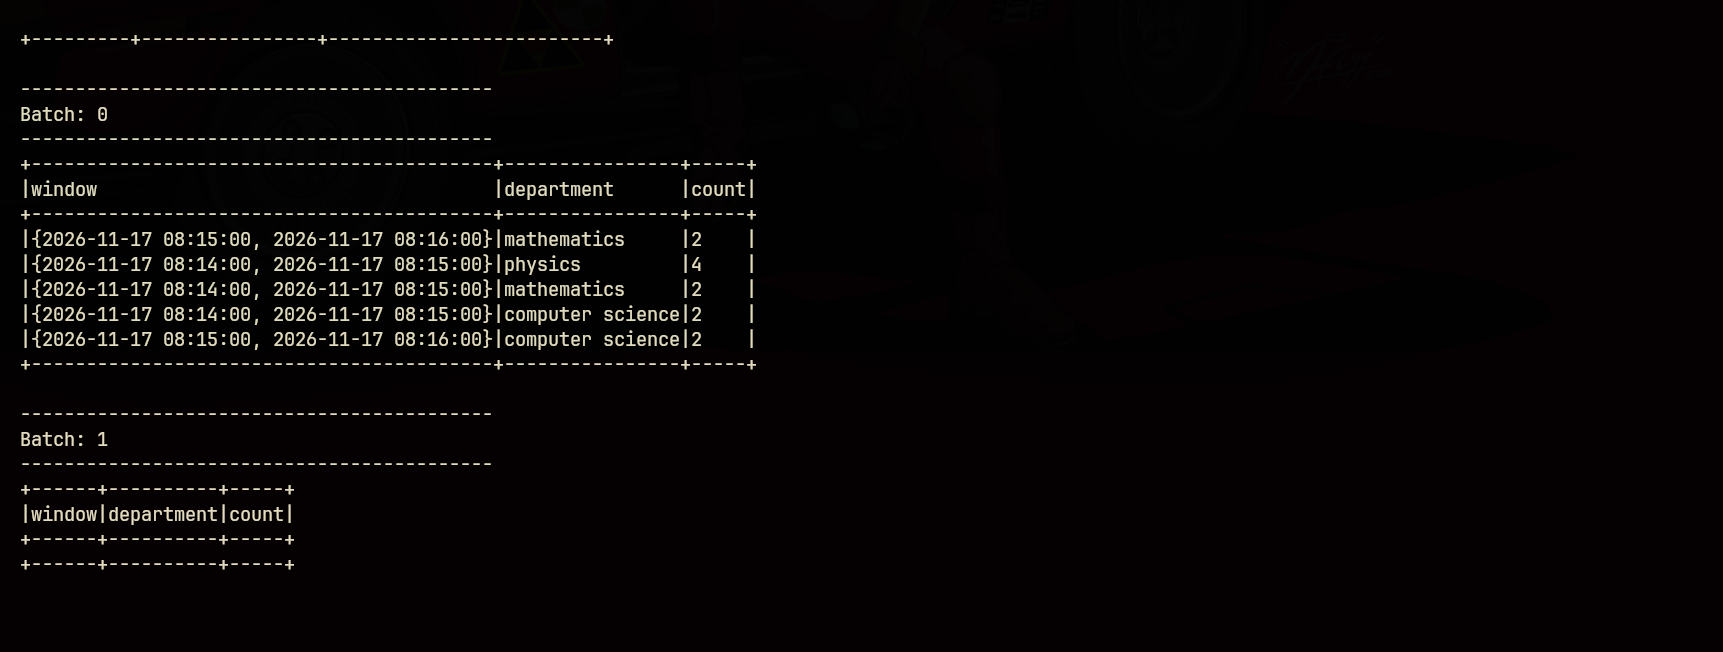 +---------+----------------+-------------------------+
-------------------------------------------
Batch: 0
-------------------------------------------
+------------------------------------------+----------------+-----+
|window                                    |department      |count|
+------------------------------------------+----------------+-----+
|{2026-11-17 08:15:00, 2026-11-17 08:16:00}|mathematics     |2    |
|{2026-11-17 08:14:00, 2026-11-17 08:15:00}|physics         |4    |
|{2026-11-17 08:14:00, 2026-11-17 08:15:00}|mathematics     |2    |
|{2026-11-17 08:14:00, 2026-11-17 08:15:00}|computer science|2    |
|{2026-11-17 08:15:00, 2026-11-17 08:16:00}|computer science|2    |
+------------------------------------------+----------------+-----+
-------------------------------------------
Batch: 1
-------------------------------------------
+------+----------+-----+
|window|department|count|
+------+----------+-----+
+------+----------+-----+